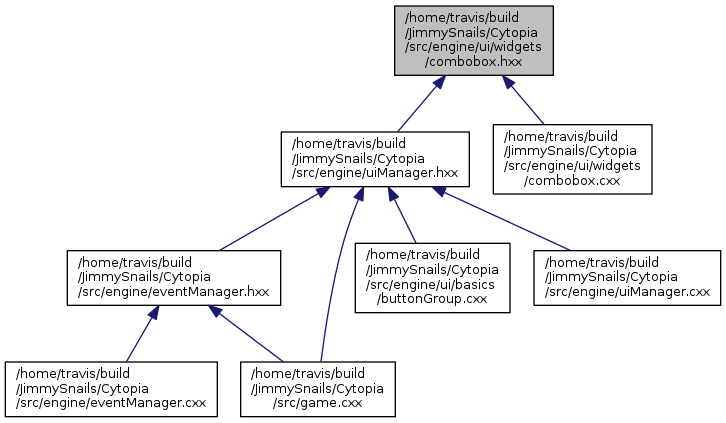 /home/travis/build
/JimmySnails/Cytopia
/src/engine/ui/widgets
/combobox.hxx
/home/travis/build
/JimmySnails/Cytopia
/src/engine/uiManager.hxx
/home/travis/build
/JimmySnails/Cytopia
/src/engine/ui/widgets
/combobox.cxx
/home/travis/build
/JimmySnails/Cytopia
/src/engine/eventManager.hxx
/home/travis/build
/JimmySnails/Cytopia
/src/engine/ui/basics
/buttonGroup.cxx
/home/travis/build
/JimmySnails/Cytopia
/src/engine/uiManager.cxx
/home/travis/build
/JimmySnails/Cytopia
/src/engine/eventManager.cxx
/home/travis/build
/JimmySnails/Cytopia
/src/game.cxx